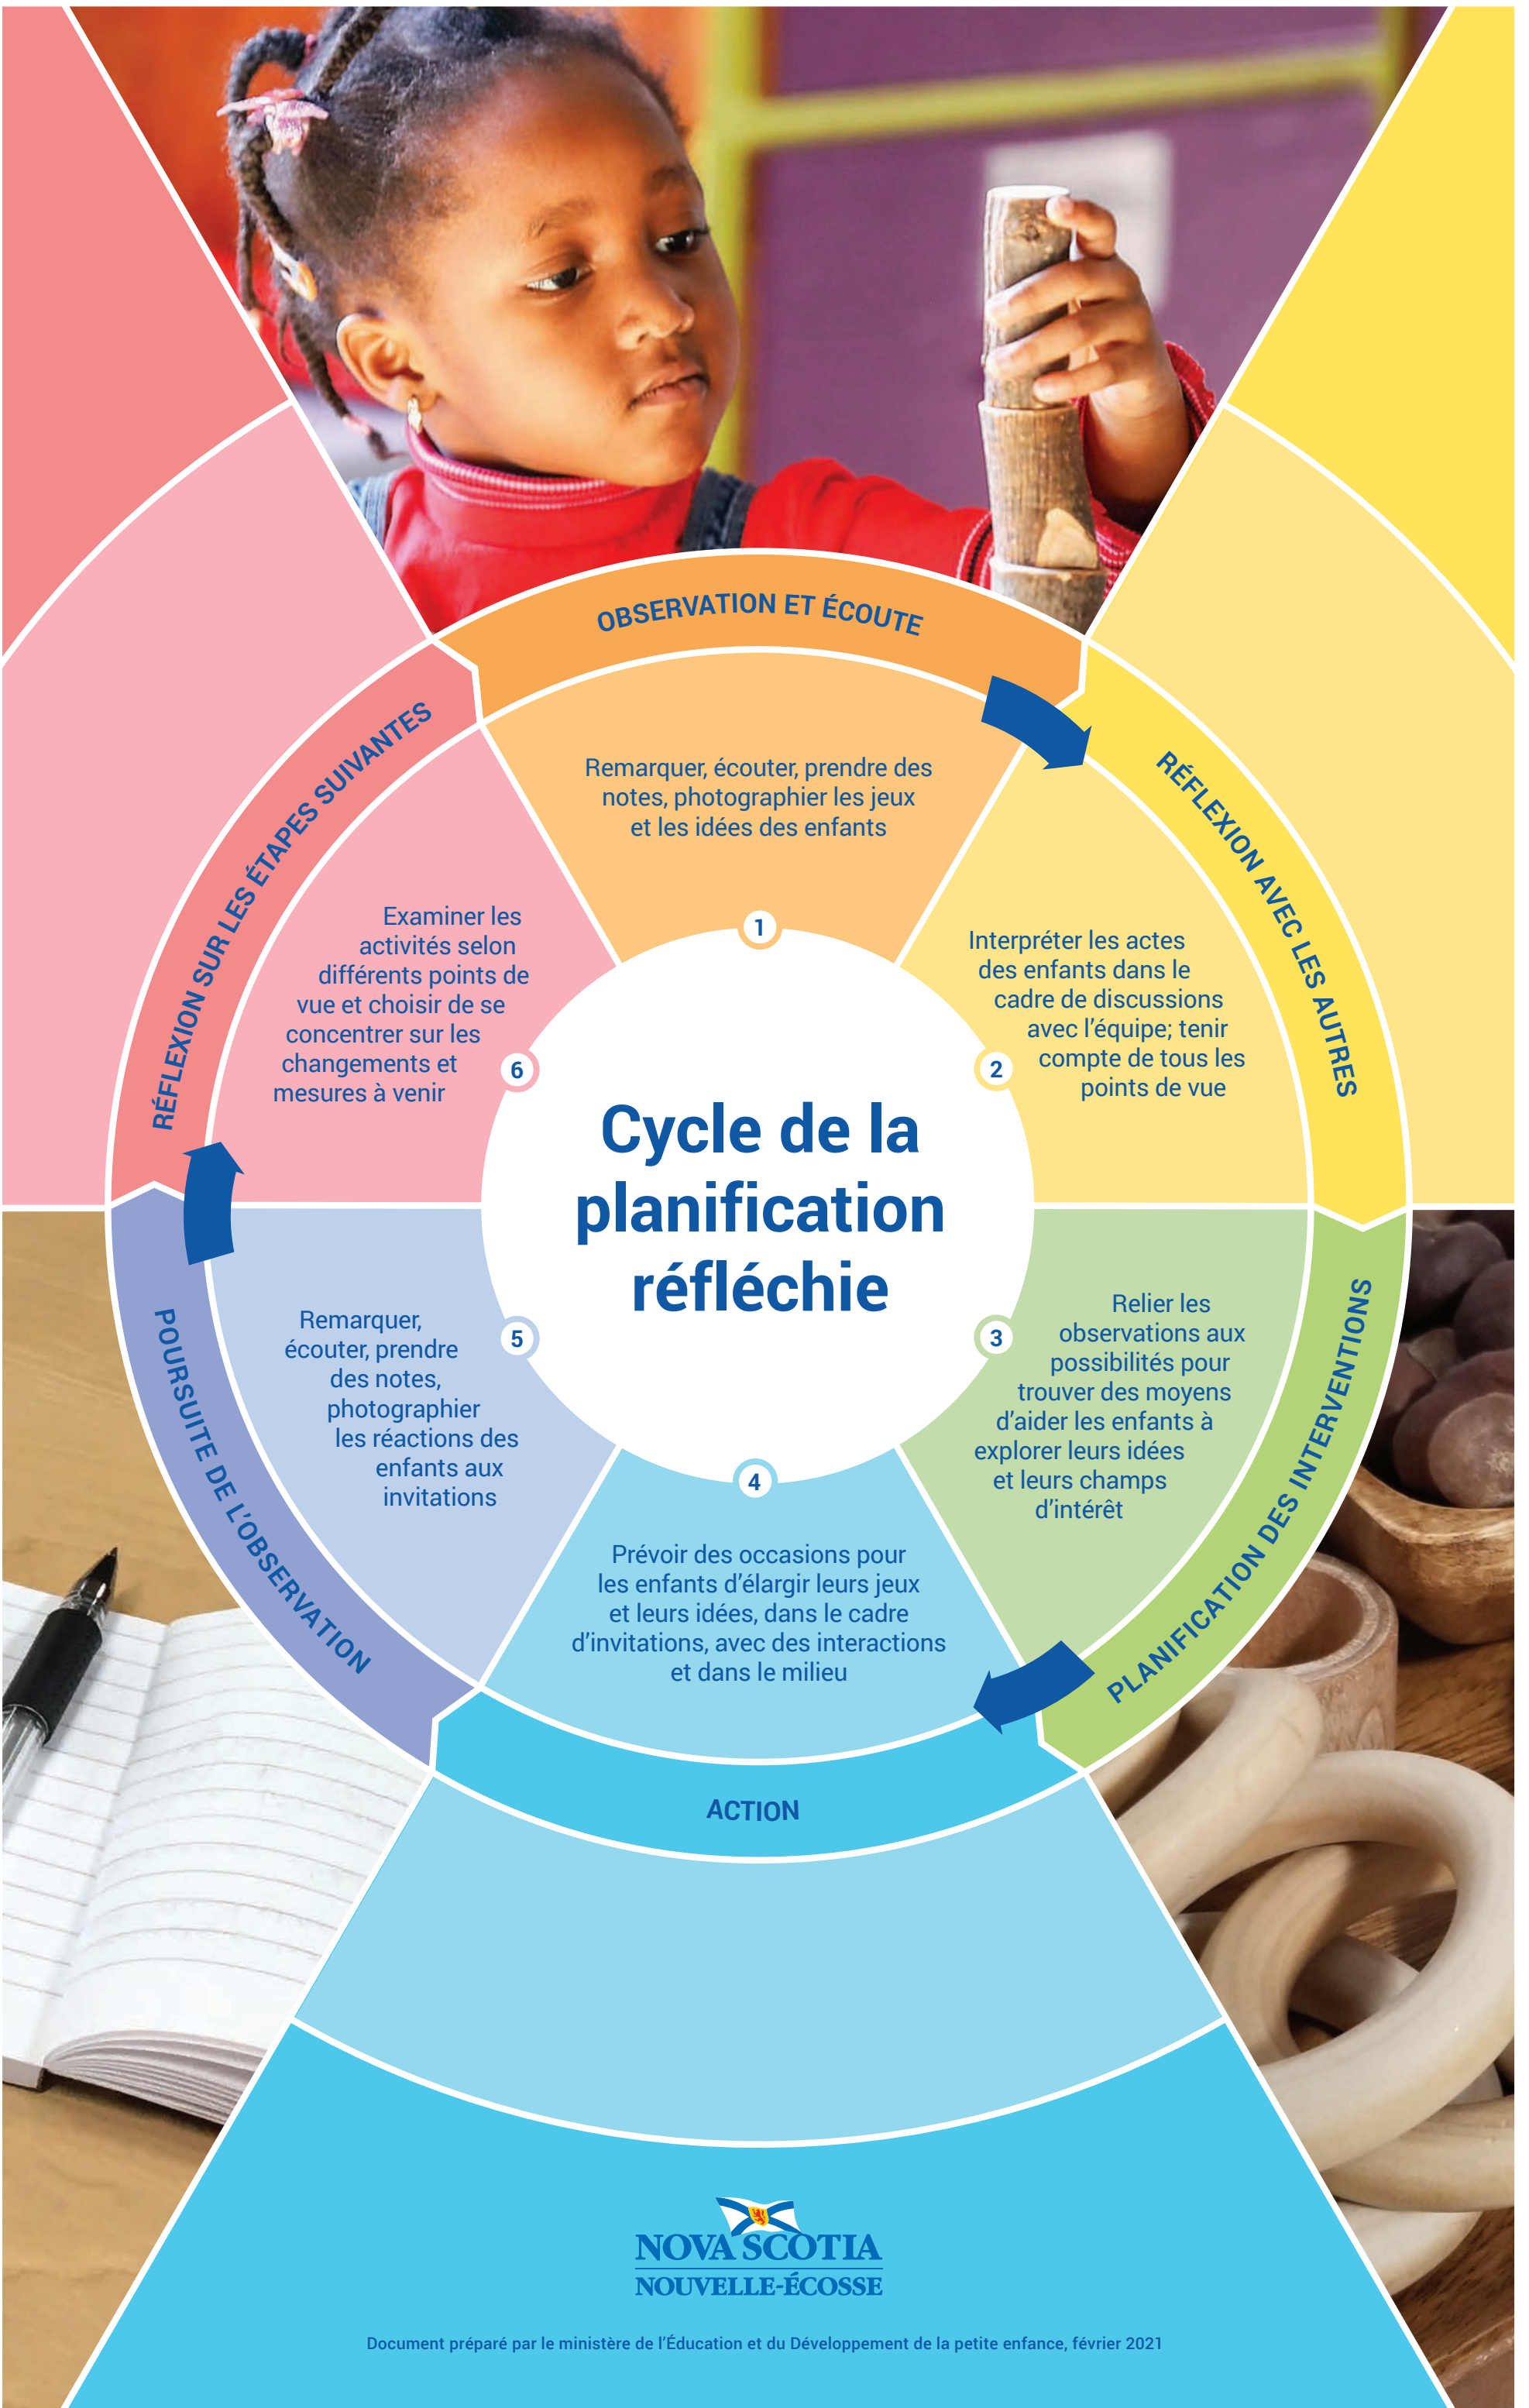 OBSERVATION ET ÉCOUTE
Remarquer, écouter, prendre des
notes, photographier les jeux
et les idées des enfants
1
RÉFLEXION AVEC LES AUTRES
Interpréter les actes
des enfants dans le
cadre de discussions
avec l'équipe; tenir
compte de tous les
points de vue
2
PLANIFICATION DES INTERVENTIONS
Relier les
observations aux
possibilités pour
trouver des moyens
d'aider les enfants à
explorer leurs idées
et leurs champs
d'intérêt
3
ACTION
4
Prévoir des occasions pour
les enfants d'élargir leurs jeux
et leurs idées, dans le cadre
d'invitations, avec des interactions
et dans le milieu
POURSUITE DE L'OBSERVATION
Remarquer,
écouter, prendre
des notes,
photographier
les réactions des
enfants aux
invitations
5
RÉFLEXION SUR LES ÉTAPES SUIVANTES
Examiner les
activités selon
différents points de
vue et choisir de se
concentrer sur les
changements et
mesures à venir
6
Cycle de la
planification
réfléchie
NOVA SCOTIA
NOUVELLE-ÉCOSSE
Document préparé par le ministère de l'Éducation et du Développement de la petite enfance, février 2021